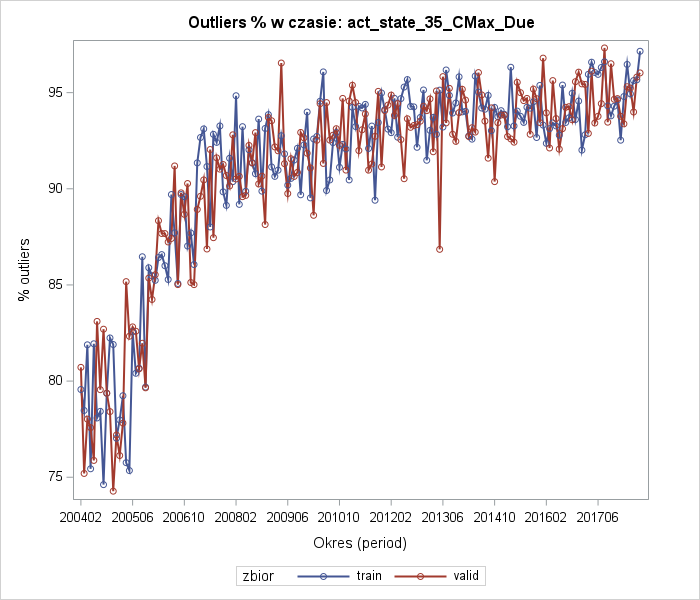 Outliers % w czasie: act_state_35_CMax_Due
% outliers
95
90
85
80
75
200402 200506 200610 200802 200906 201010 201202 201306 201410 201602 201706
Okres (period)
zbior train valid